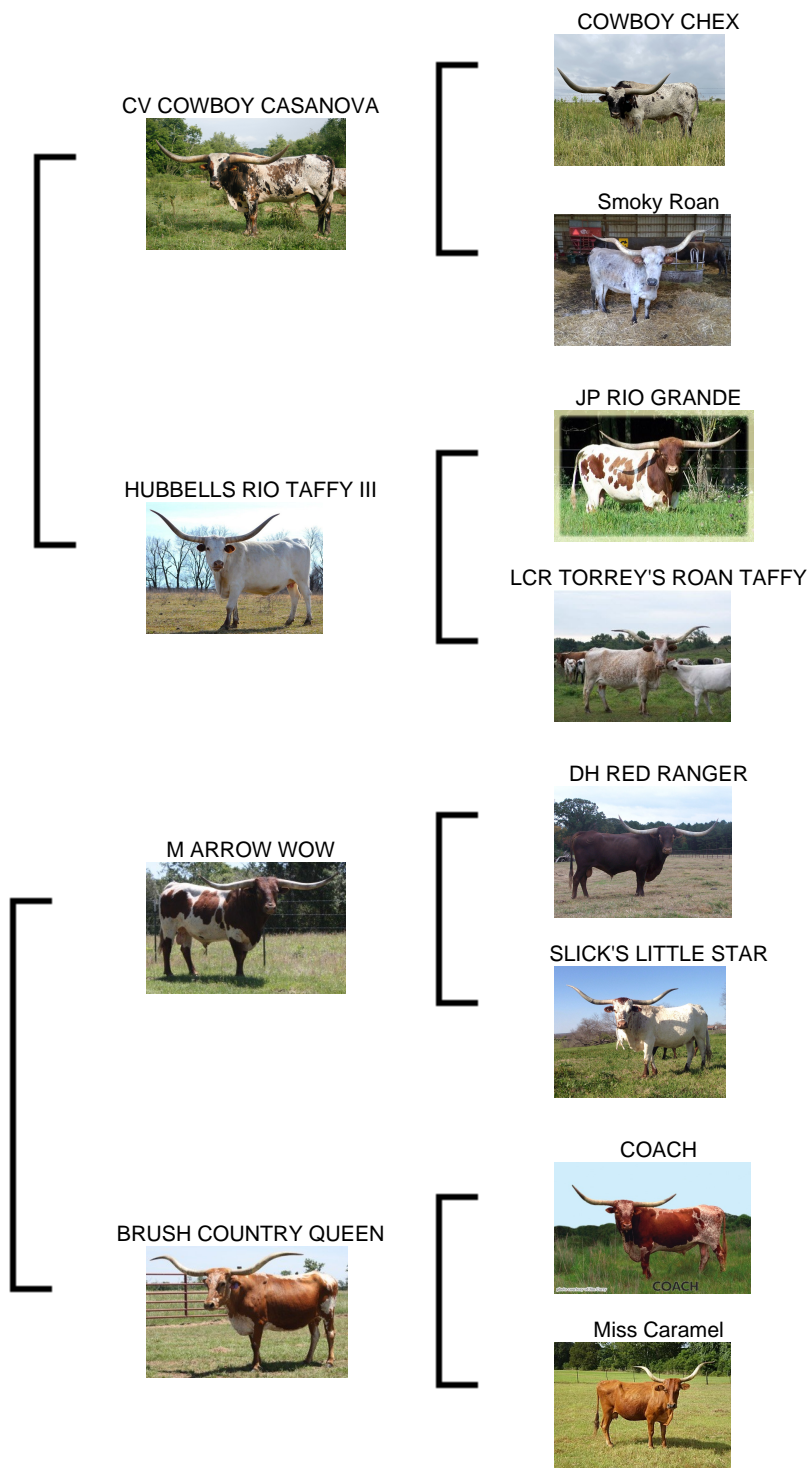 COWBOY CHEX
CV COWBOY CASANOVA
Smoky Roan
JP RIO GRANDE
HUBBELLS RIO TAFFY III
LCR TORREY'S ROAN TAFFY
DH RED RANGER
M ARROW WOW
SLICK'S LITTLE STAR
COACH
BRUSH COUNTRY QUEEN
COACH
Miss Caramel